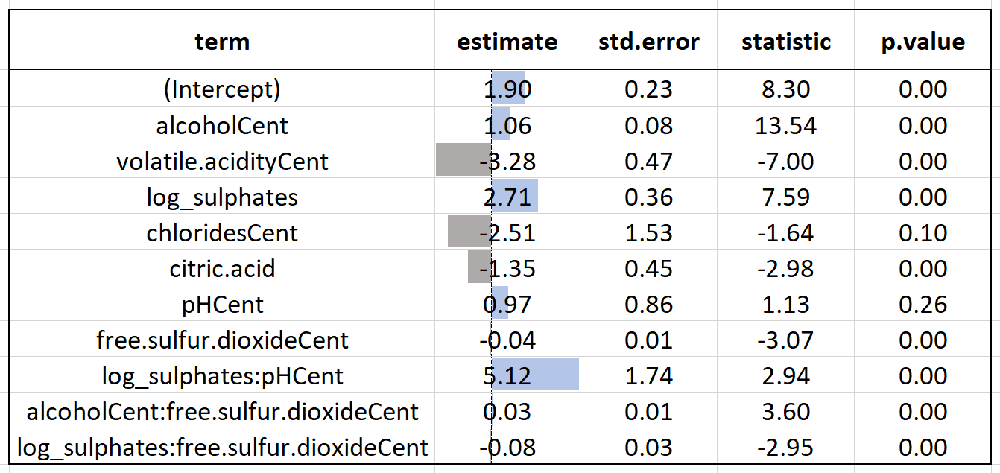 term estimate std.error statistic p.value
(Intercept) 1.90 0.23 8.30 0.00
alcoholCent 1.06 0.08 13.54 0.00
volatile.acidityCent -3.28 0.47 -7.00 0.00
log_sulphates 2.71 0.36 7.59 0.00
chloridesCent -2.51 1.53 -1.64 0.10
citric.acid -1.35 0.45 -2.98 0.00
pHCent 0.97 0.86 1.13 0.26
free.sulfur.dioxideCent -0.04 0.01 -3.07 0.00
log_sulphates:pHCent 5.12 1.74 2.94 0.00
alcoholCent:free.sulfur.dioxideCent 0.03 0.01 3.60 0.00
log_sulphates:free.sulfur.dioxideCent -0.08 0.03 -2.95 0.00